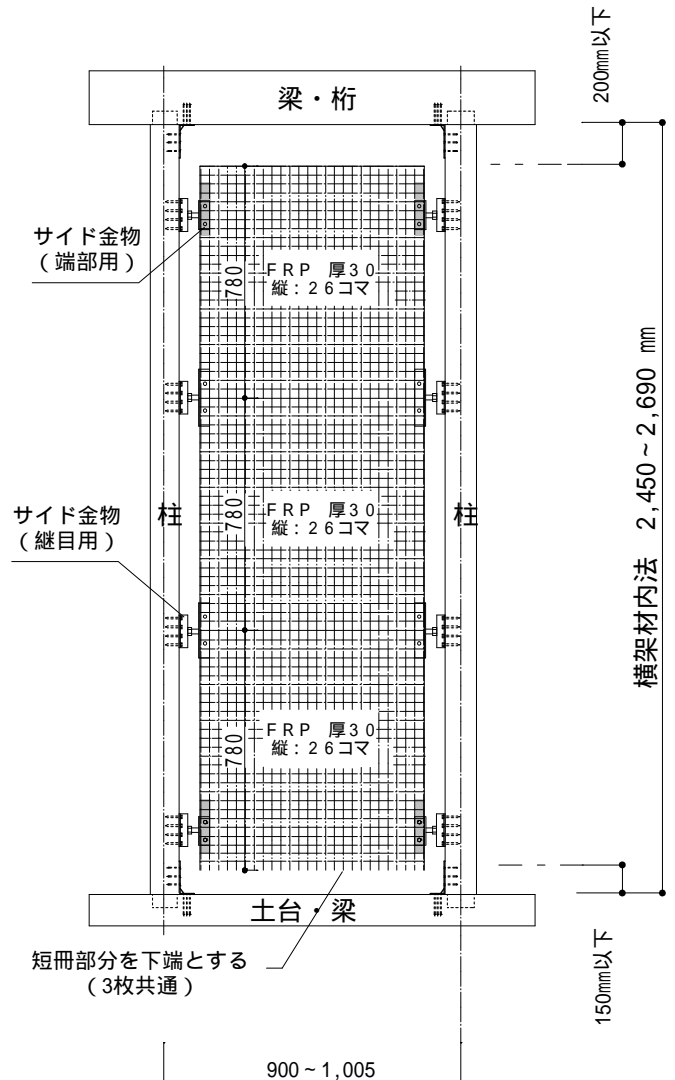 200mm以下
梁・桁
サイド金物
（端部用）
780
FRP 厚30
縦：26コマ
横架材内法 2,450~2,690 mm
サイド金物
（継目用）
柱
柱
780
FRP 厚30
縦：26コマ
780
FRP 厚30
縦：26コマ
土台・梁
短冊部分を下端とする
（3枚共通）
150mm以下
900~1,005